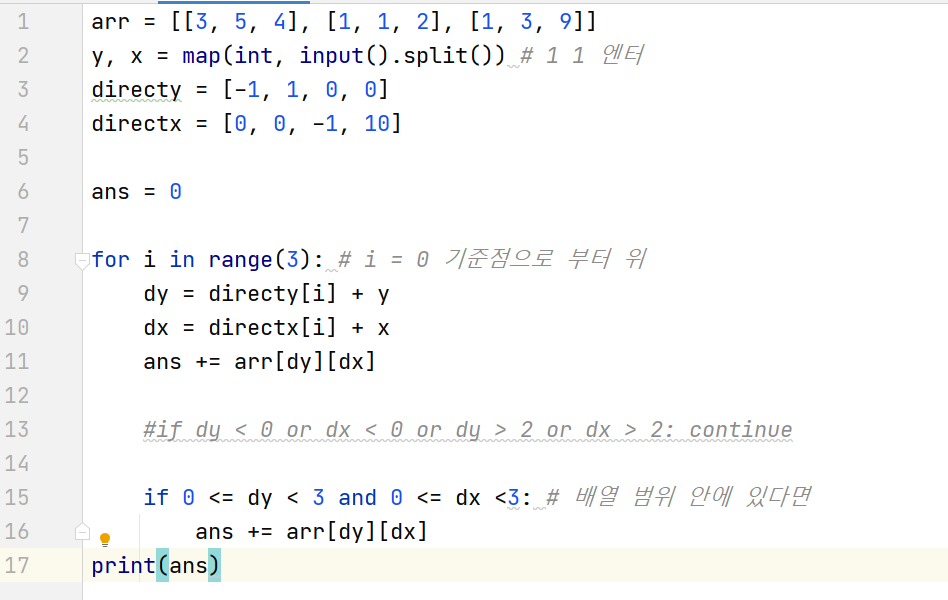 1 arr = [[3, 5, 4], [1, 1, 2], [1, 3, 9]]
2 y, x = map(int, input().split()) # 1 1 엔터
3 directy = [-1, 1, 0, 0]
4 directx = [0, 0, -1, 10]
5
6 ans = 0
7
8 for i in range(3): # i = 0 기준점으로 부터 위
9     dy = directy[i] + y
10     dx = directx[i] + x
11     ans += arr[dy][dx]
12
13     #if dy < 0 or dx < 0 or dy > 2 or dx > 2: continue
14
15     if 0 <= dy < 3 and 0 <= dx <3: # 배열 범위 안에 있다면
16         ans += arr[dy][dx]
17 print(ans)